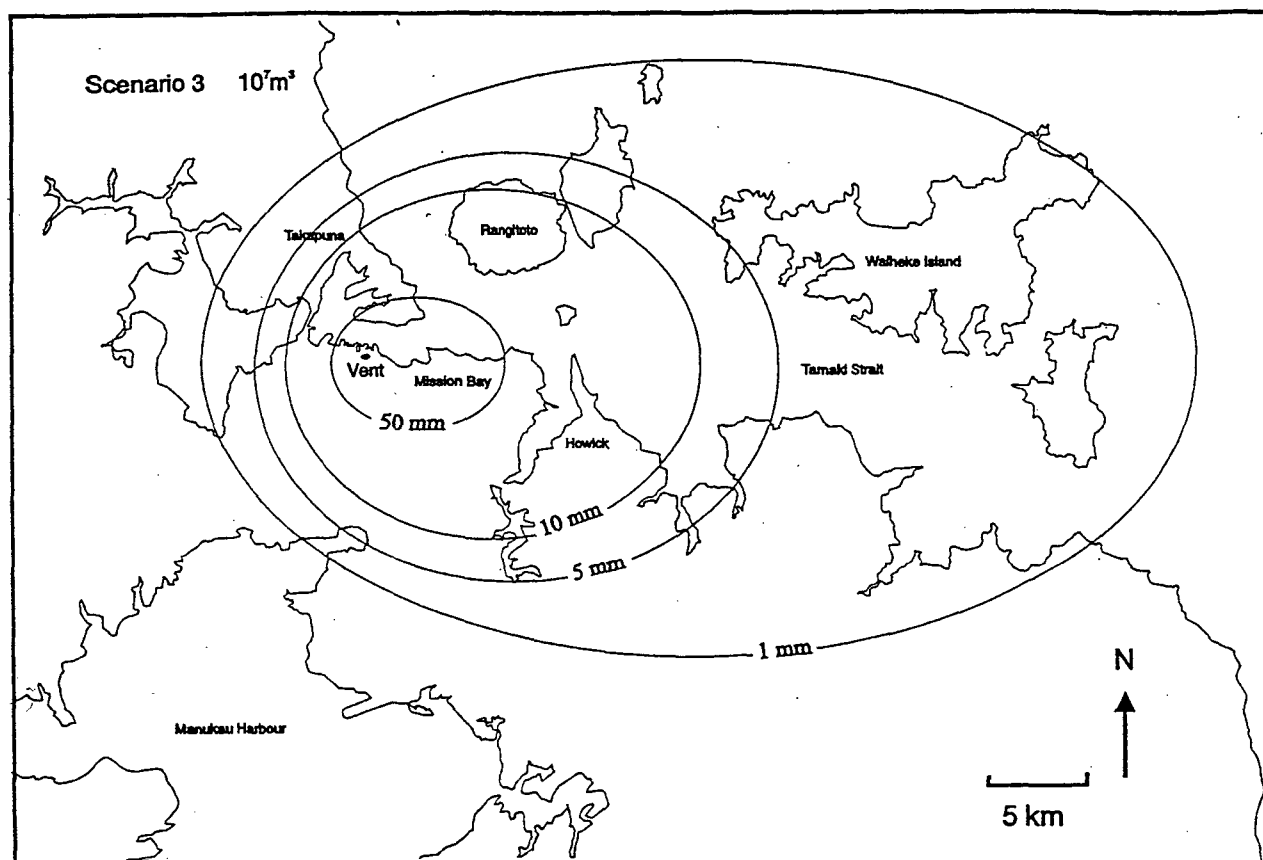 Scenario 3 10⁷m³
Takapuna
Rangitoto
Waiheke Island
Vent
Mission Bay
Tamaki Strait
50 mm
Howick
10 mm
5 mm
1 mm
N
Manukau Harbour
5 km